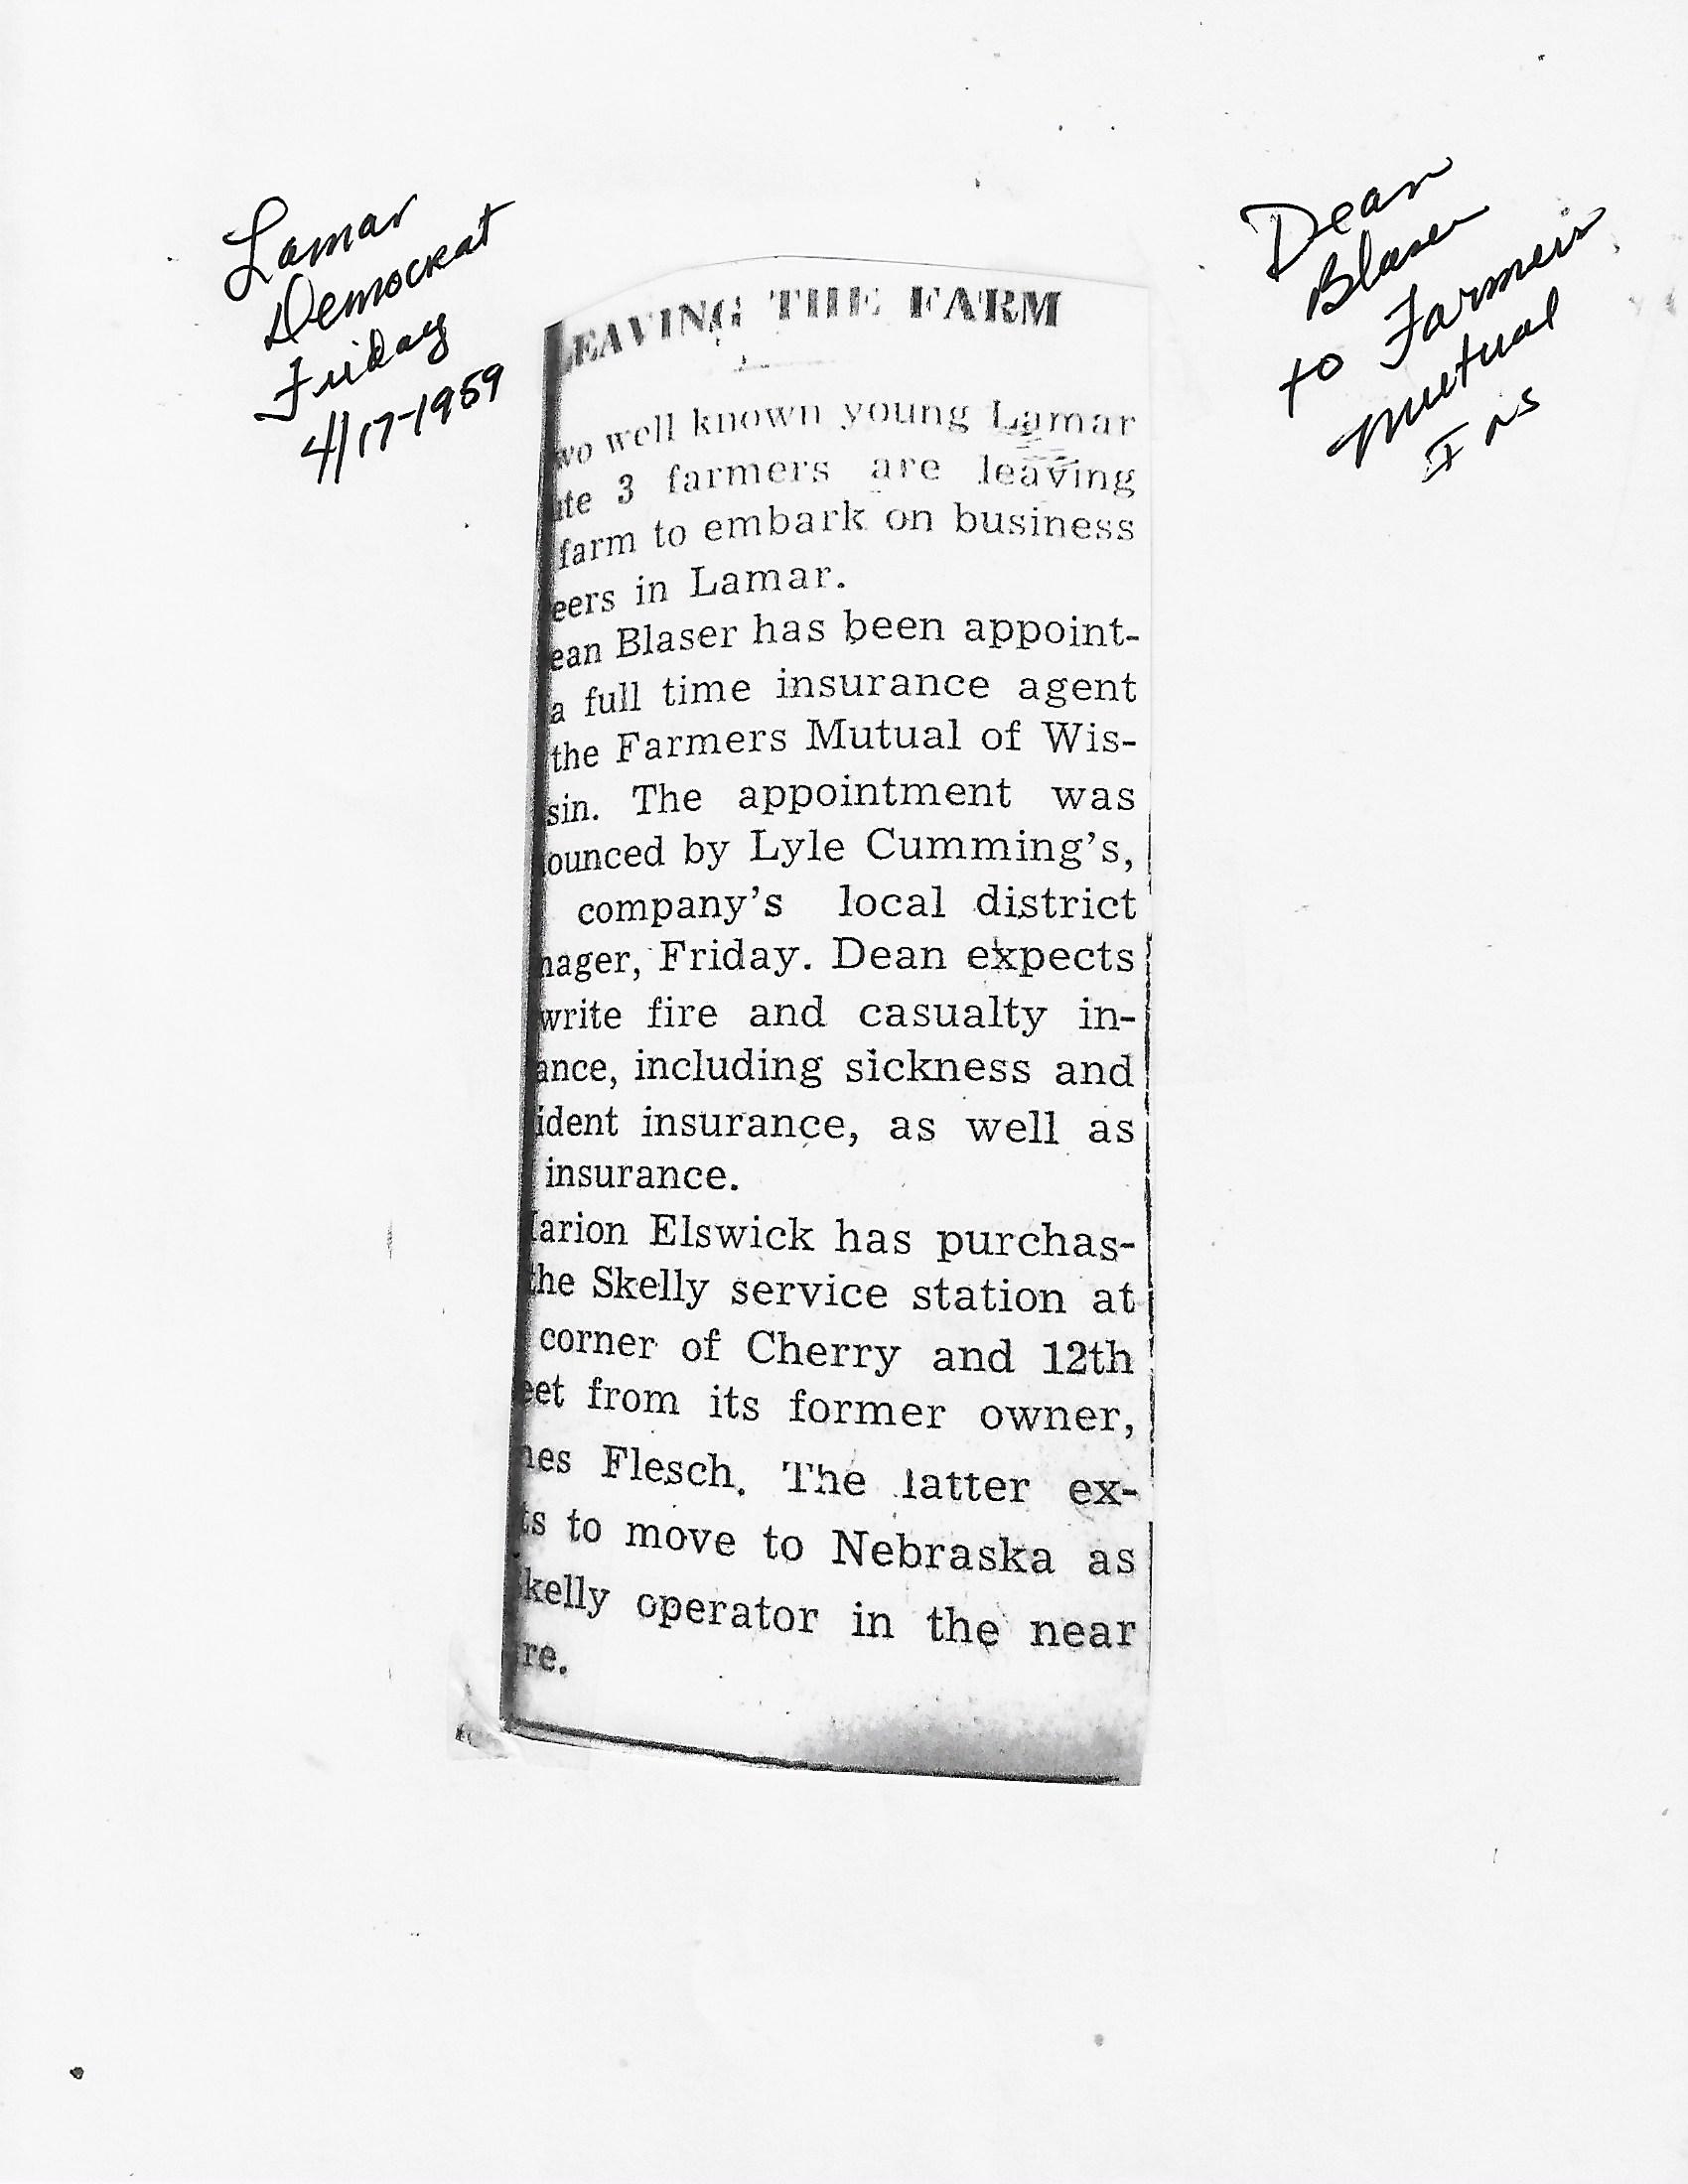 Lamar
Democrat
Friday
4/17-1959
Dean
Blaser
to Farmers
Mutual
Ins
LEAVING THE FARM
wo well known young Lamar
ute 3 farmers are leaving
farm to embark on business
eers in Lamar.
ean Blaser has been appoint-
a full time insurance agent
the Farmers Mutual of Wis-
sin. The appointment was
ounced by Lyle Cumming's,
company's local district
nager, Friday. Dean expects
write fire and casualty in-
ance, including sickness and
ident insurance, as well as
insurance.
arion Elswick has purchas-
the Skelly service station at
corner of Cherry and 12th
eet from its former owner,
nes Flesch. The latter ex-
ts to move to Nebraska as
kelly operator in the near
re.